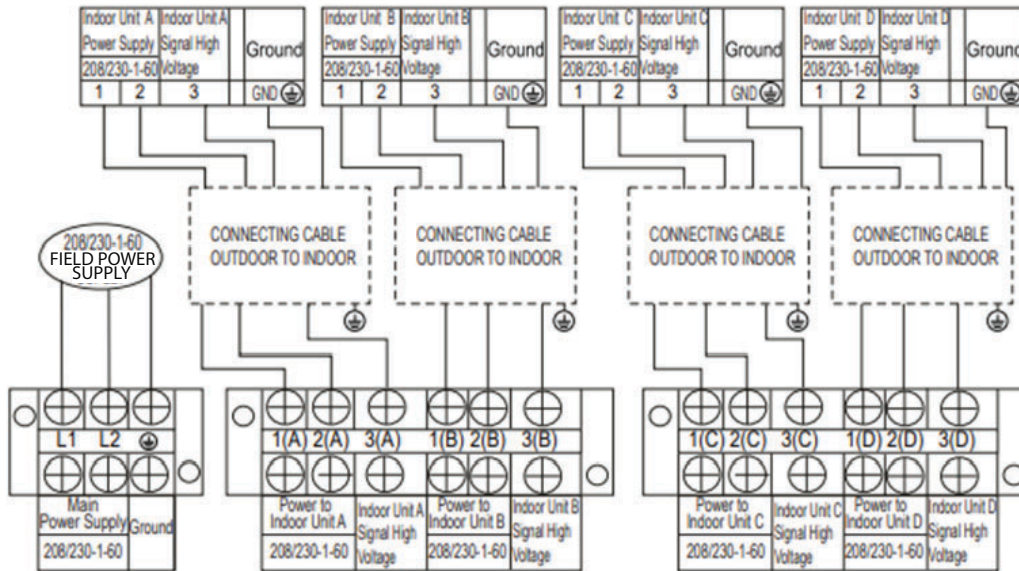 Indoor Unit A
Power Supply
208/230-1-60
1 2
Indoor Unit A
Signal High
Voltage
3
Ground
GND
Indoor Unit B
Power Supply
208/230-1-60
1 2
Indoor Unit B
Signal High
Voltage
3
Ground
GND
Indoor Unit C
Power Supply
208/230-1-60
1 2
Indoor Unit C
Signal High
Voltage
3
Ground
GND
Indoor Unit D
Power Supply
208/230-1-60
1 2
Indoor Unit D
Signal High
Voltage
3
Ground
GND
208/230-1-60
FIELD POWER
SUPPLY
CONNECTING CABLE
OUTDOOR TO INDOOR
CONNECTING CABLE
OUTDOOR TO INDOOR
CONNECTING CABLE
OUTDOOR TO INDOOR
CONNECTING CABLE
OUTDOOR TO INDOOR
L1 L2
Main
Power Supply
208/230-1-60
Ground
1(A) 2(A) 3(A) 1(B) 2(B) 3(B)
Power to
Indoor Unit A
208/230-1-60
Indoor Unit A
Signal High
Voltage
Power to
Indoor Unit B
208/230-1-60
Indoor Unit B
Signal High
Voltage
1(C) 2(C) 3(C) 1(D) 2(D) 3(D)
Power to
Indoor Unit C
208/230-1-60
Indoor Unit C
Signal High
Voltage
Power to
Indoor Unit D
208/230-1-60
Indoor Unit D
Signal High
Voltage